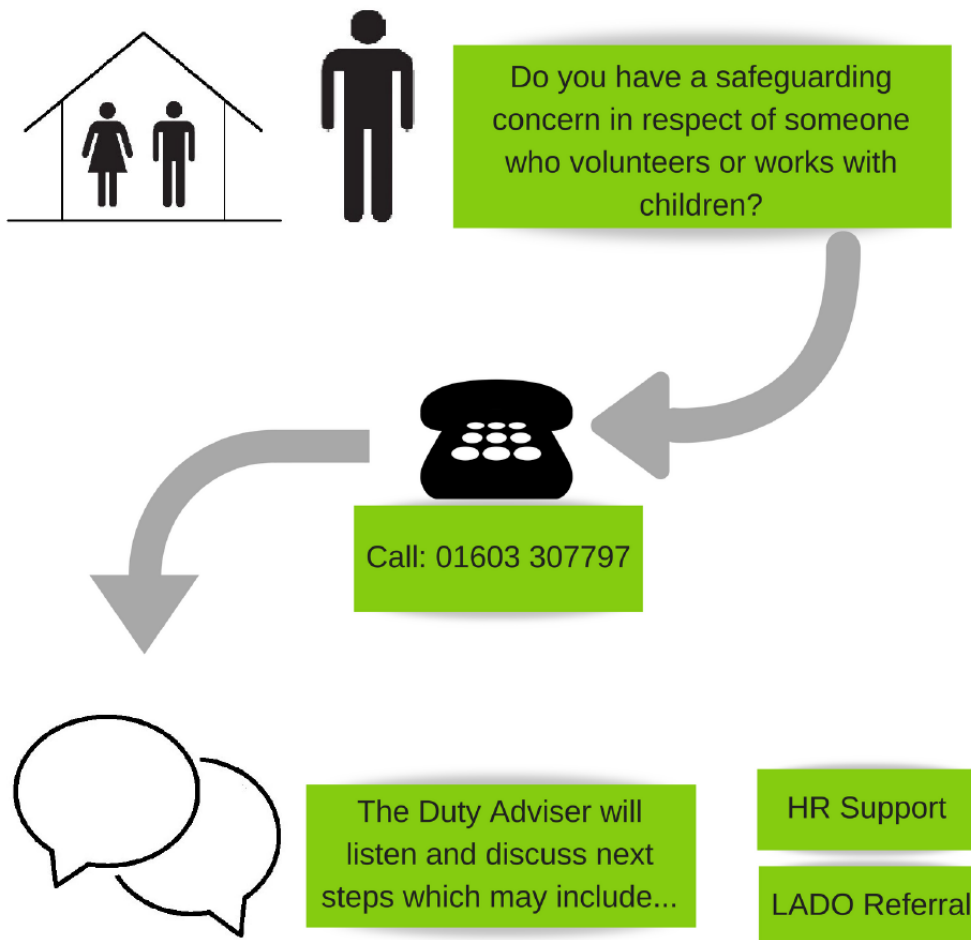 Do you have a safeguarding
concern in respect of someone
who volunteers or works with
children?
Call: 01603 307797
The Duty Adviser will
listen and discuss next
steps which may include...
HR Support
LADO Referral